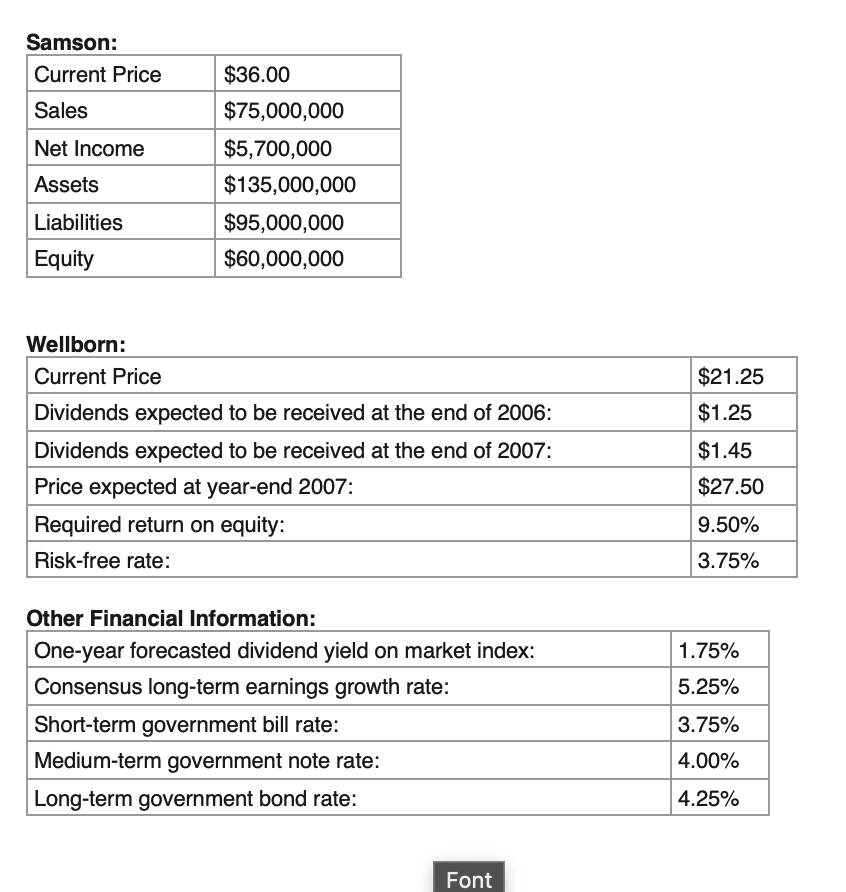 Samson:
Current Price $36.00
Sales $75,000,000
Net Income $5,700,000
Assets $135,000,000
Liabilities $95,000,000
Equity $60,000,000
Wellborn:
Current Price $21.25
Dividends expected to be received at the end of 2006: $1.25
Dividends expected to be received at the end of 2007: $1.45
Price expected at year-end 2007: $27.50
Required return on equity: 9.50%
Risk-free rate: 3.75%
Other Financial Information:
One-year forecasted dividend yield on market index: 1.75%
Consensus long-term earnings growth rate: 5.25%
Short-term government bill rate: 3.75%
Medium-term government note rate: 4.00%
Long-term government bond rate: 4.25%
Font